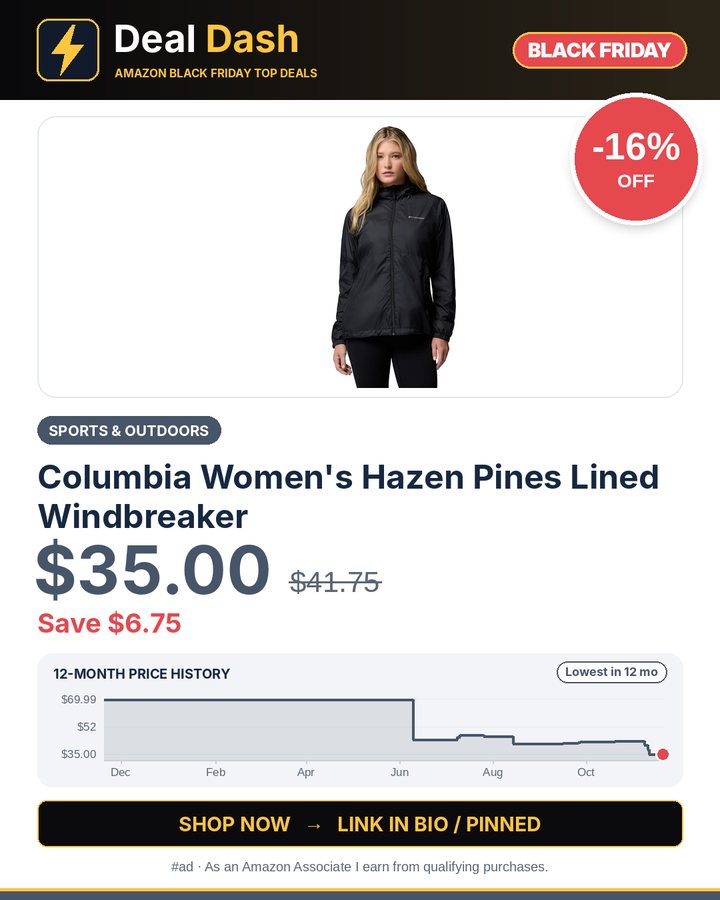 Deal Dash
AMAZON BLACK FRIDAY TOP DEALS
BLACK FRIDAY
-16%
OFF
SPORTS & OUTDOORS
Columbia Women's Hazen Pines Lined
Windbreaker
$35.00 $41.75
Save $6.75
12-MONTH PRICE HISTORY
Lowest in 12 mo
$69.99
$52
$35.00
Dec Feb Apr Jun Aug Oct
SHOP NOW → LINK IN BIO / PINNED
#ad · As an Amazon Associate I earn from qualifying purchases.